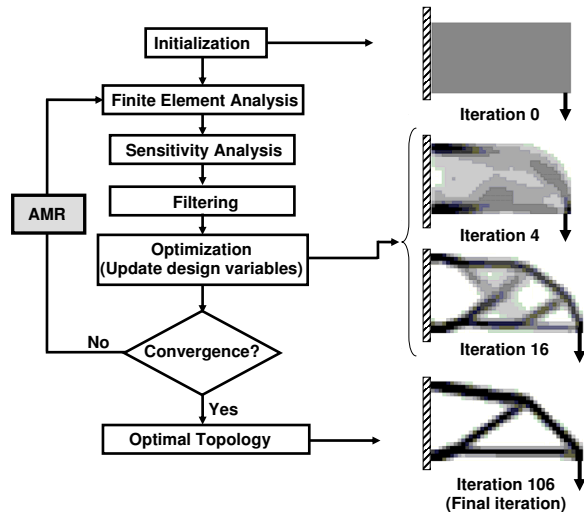 Initialization
Finite Element Analysis
Sensitivity Analysis
Filtering
AMR
Optimization
(Update design variables)
No
Convergence?
Yes
Optimal Topology
Iteration 0
Iteration 4
Iteration 16
Iteration 106
(Final iteration)